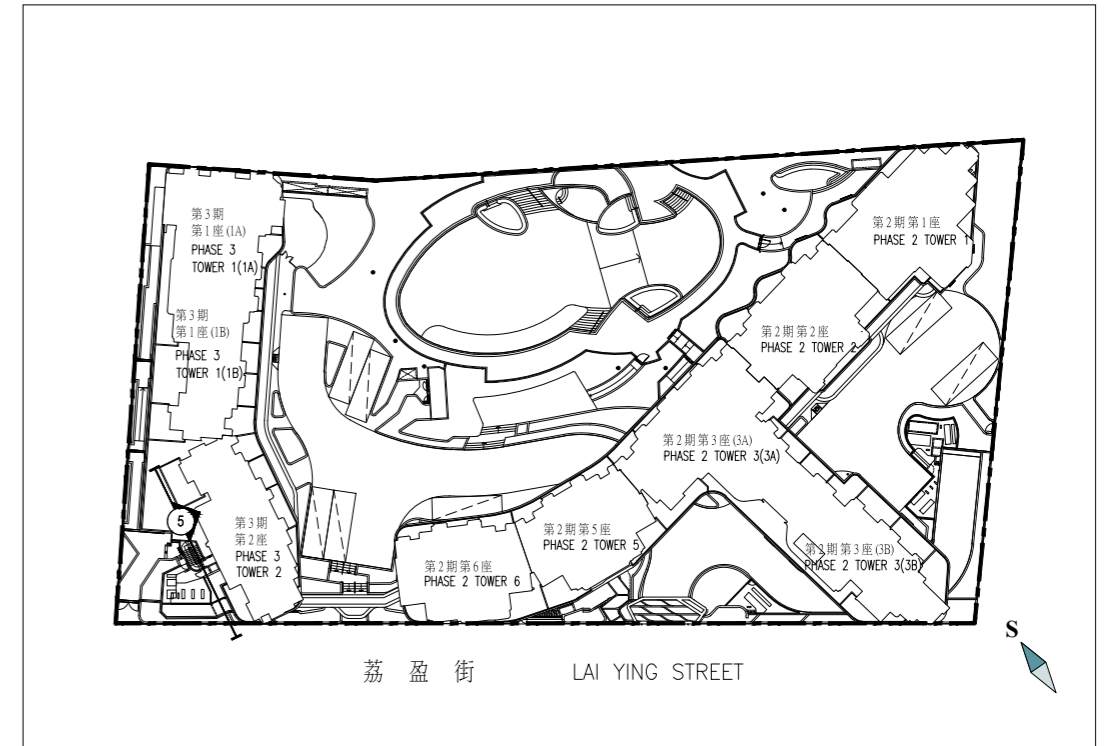 第3期
第1座(1A)
PHASE 3
TOWER 1(1A)
第3期
第1座(1B)
PHASE 3
TOWER 1(1B)
第2期第1座
PHASE 2 TOWER 1
第2期第2座
PHASE 2 TOWER 2
第2期第3座(3A)
PHASE 2 TOWER 3(3A)
5
第3期
第2座
PHASE 3
TOWER 2
第2期第6座
PHASE 2 TOWER 6
第2期第5座
PHASE 2 TOWER 5
第2期第3座(3B)
PHASE 2 TOWER 3(3B)
荔盈街 LAI YING STREET
S